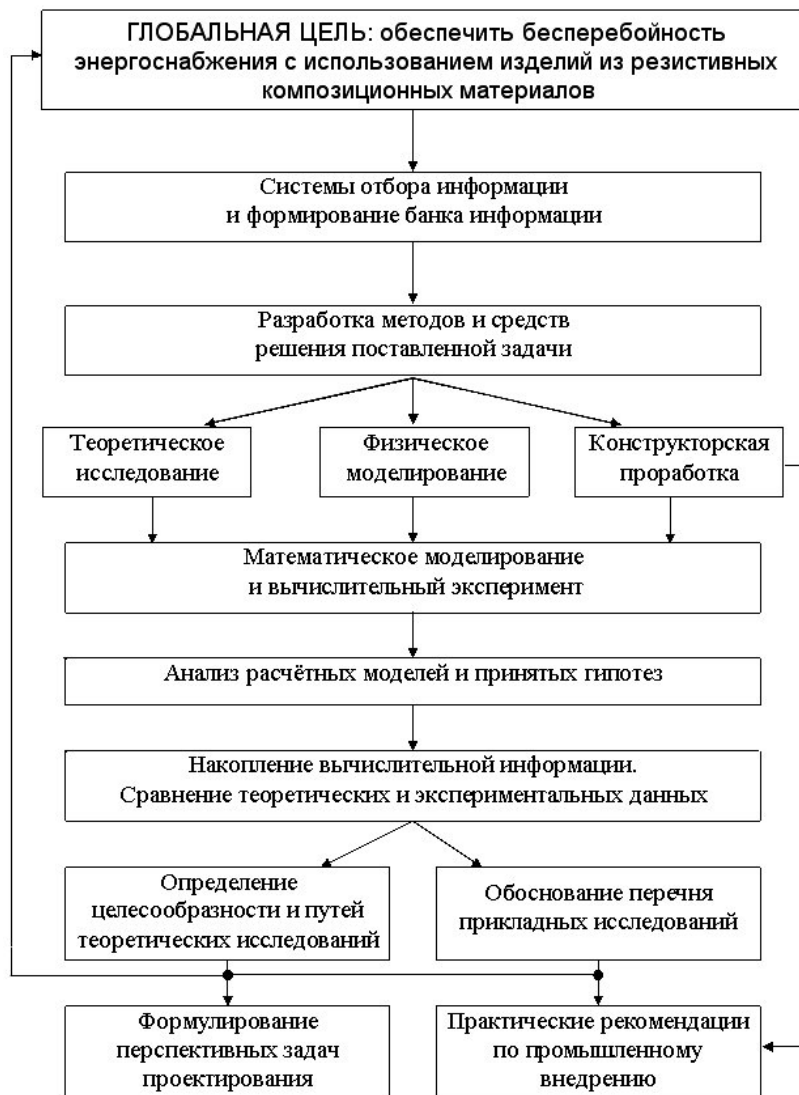 ГЛОБАЛЬНАЯ ЦЕЛЬ: обеспечить бесперебойность
энергоснабжения с использованием изделий из резистивных
композиционных материалов
Системы отбора информации
и формирование банка информации
Разработка методов и средств
решения поставленной задачи
Теоретическое
исследование
Физическое
моделирование
Конструкторская
проработка
Математическое моделирование
и вычислительный эксперимент
Анализ расчётных моделей и принятых гипотез
Накопление вычислительной информации.
Сравнение теоретических и экспериментальных данных
Определение
целесообразности и путей
теоретических исследований
Обоснование перечня
прикладных исследований
Формулирование
перспективных задач
проектирования
Практические рекомендации
по промышленному
внедрению